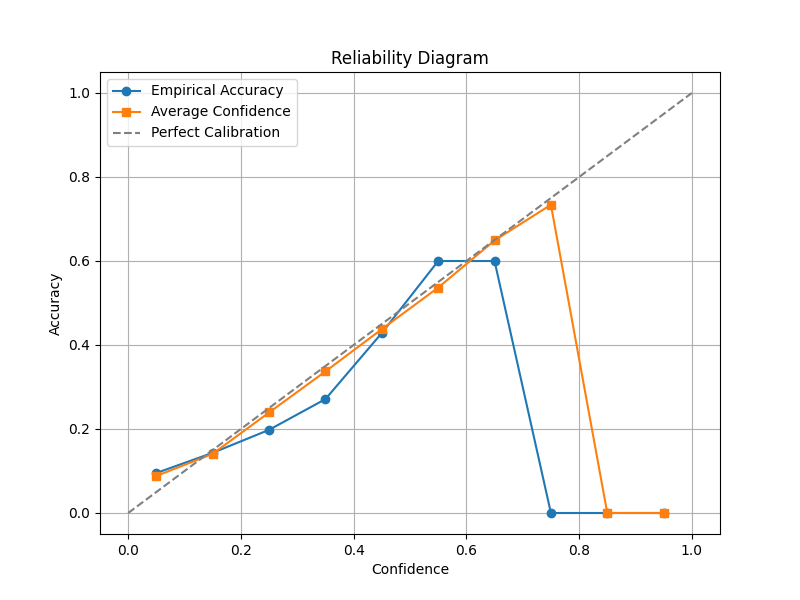 Reliability Diagram
Empirical Accuracy
Average Confidence
Perfect Calibration
1.0
0.8
0.6
0.4
0.2
0.0
Accuracy
0.0 0.2 0.4 0.6 0.8 1.0
Confidence